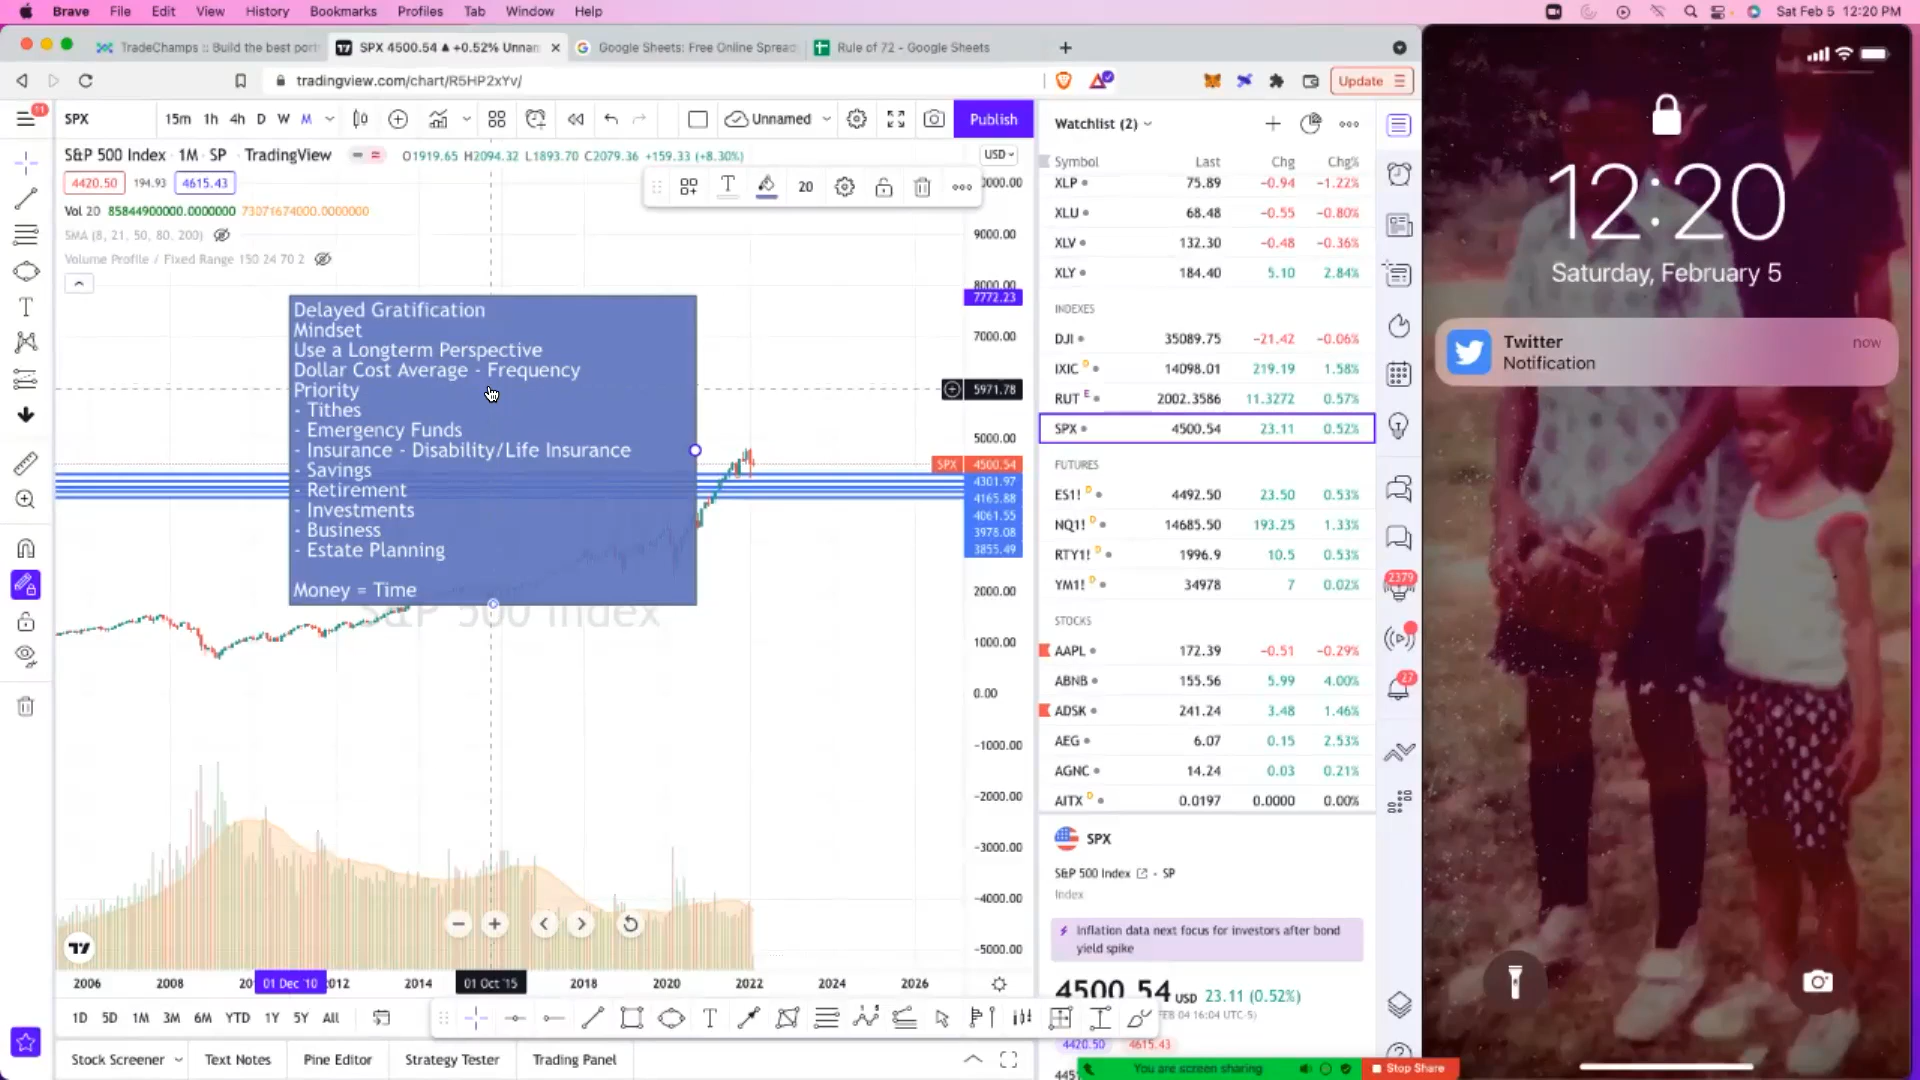 Brave File Edit View History Bookmarks Profiles Tab Window Help
Sat Feb 5 12:20 PM
TradeChamps :: Build the best port
SPX 4500.54 ▲ +0.52% Unnan
Google Sheets: Free Online Sprea
Rule of 72 - Google Sheets
tradingview.com/chart/R5HP2xYv/
Update
SPX 15m 1h 4h D W M
Unnamed
Publish
S&P 500 Index · 1M · SP · TradingView
O1919.65 H2094.32 L1893.70 C2079.36 +159.33 (+8.30%)
USD
4420.50 194.93 4615.43
20
Vol 20 85844900000.0000000 73071674000.0000000
SMA (8, 21, 50, 80, 200)
Volume Profile / Fixed Range 150 24 70 2
Delayed Gratification
Mindset
Use a Longterm Perspective
Dollar Cost Average - Frequency
Priority
- Tithes
- Emergency Funds
- Insurance - Disability/Life Insurance
- Savings
- Retirement
- Investments
- Business
- Estate Planning
Money = Time
S&P 500 Index
0000.00
9000.00
8000.00
7772.23
7000.00
5971.78
5000.00
SPX 4500.54
4301.97
4165.88
4061.55
3978.08
3855.49
2000.00
1000.00
0.00
-1000.00
-2000.00
-3000.00
-4000.00
-5000.00
2006 2008 20 01 Dec '10 2012 2014 01 Oct '15 2018 2020 2022 2024 2026
1D 5D 1M 3M 6M YTD 1Y 5Y All
Stock Screener Text Notes Pine Editor Strategy Tester Trading Panel
Watchlist (2)
Symbol Last Chg Chg%
XLP 75.89 -0.94 -1.22%
XLU 68.48 -0.55 -0.80%
XLV 132.30 -0.48 -0.36%
XLY 184.40 5.10 2.84%
INDEXES
DJI 35089.75 -21.42 -0.06%
IXIC D 14098.01 219.19 1.58%
RUT E 2002.3586 11.3272 0.57%
SPX 4500.54 23.11 0.52%
FUTURES
ES1! D 4492.50 23.50 0.53%
NQ1! D 14685.50 193.25 1.33%
RTY1! D 1996.9 10.5 0.53%
YM1! D 34978 7 0.02%
STOCKS
AAPL 172.39 -0.51 -0.29%
ABNB 155.56 5.99 4.00%
ADSK 241.24 3.48 1.46%
AEG 6.07 0.15 2.53%
AGNC 14.24 0.03 0.21%
AITX D 0.0197 0.0000 0.00%
SPX
S&P 500 Index · SP
Index
Inflation data next focus for investors after bond
yield spike
4500.54 USD 23.11 (0.52%)
FEB 04 16:04 UTC-5)
4420.50 4615.43
You are screen sharing
Stop Share
11
2379
27
12:20
Saturday, February 5
Twitter now
Notification